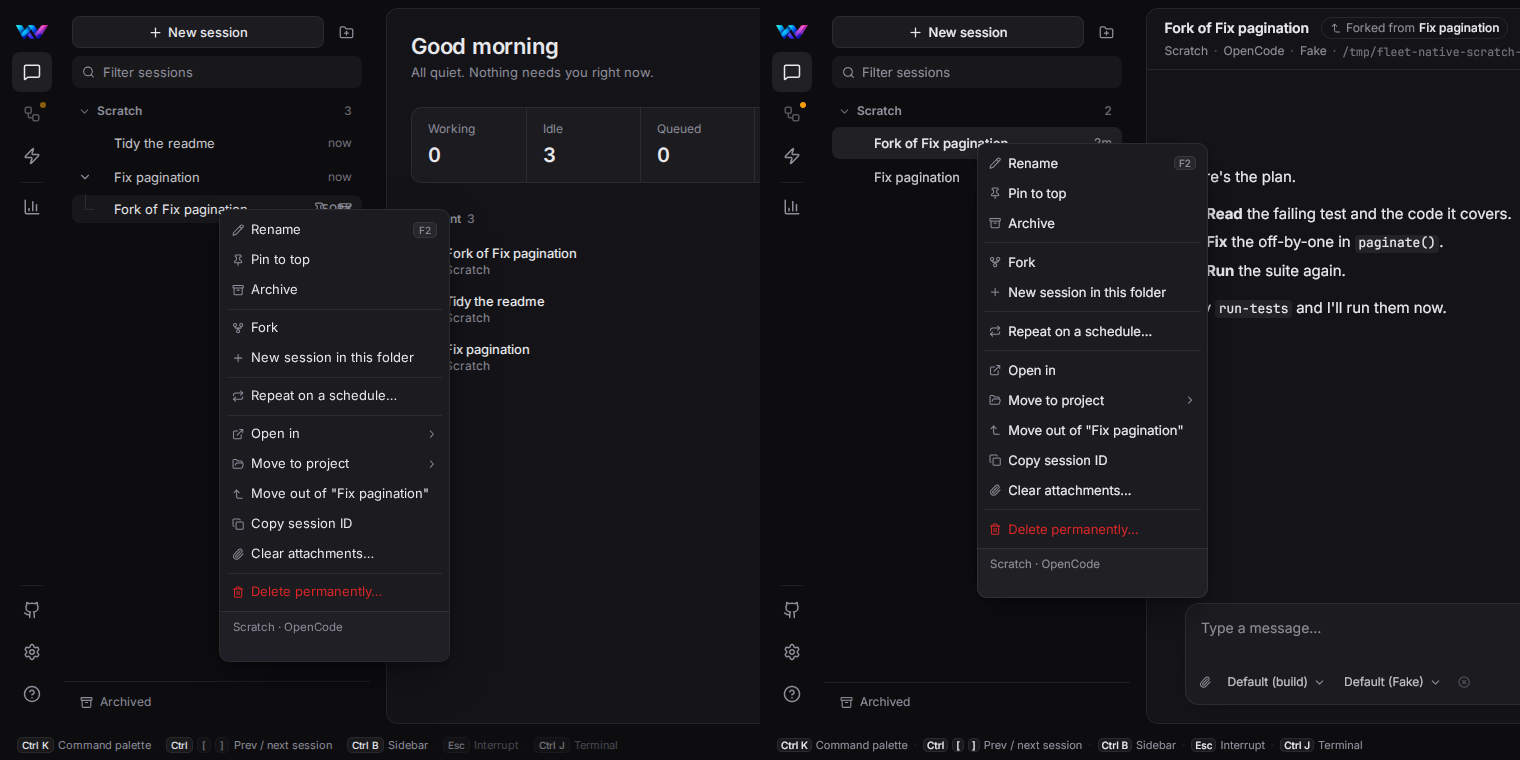 New session
Filter sessions
Scratch 3
Tidy the readme now
Fix pagination now
Fork of Fix pagination
Rename F2
Pin to top
Archive
Fork
New session in this folder
Repeat on a schedule...
Open in
Move to project
Move out of "Fix pagination"
Copy session ID
Clear attachments...
Delete permanently...
Scratch · OpenCode
Archived
Good morning
All quiet. Nothing needs you right now.
Working Idle Queued
0 3 0
nt 3
Fork of Fix pagination
Scratch
Tidy the readme
Scratch
Fix pagination
Scratch
Ctrl K Command palette Ctrl [ ] Prev / next session Ctrl B Sidebar Esc Interrupt Ctrl J Terminal
New session
Filter sessions
Scratch 2
Fork of Fix pagination 2m
Fix pagination
Rename F2
Pin to top
Archive
Fork
New session in this folder
Repeat on a schedule...
Open in
Move to project
Move out of "Fix pagination"
Copy session ID
Clear attachments...
Delete permanently...
Scratch · OpenCode
Archived
Fork of Fix pagination Forked from Fix pagination
Scratch · OpenCode · Fake · /tmp/fleet-native-scratch-
re's the plan.
Read the failing test and the code it covers.
Fix the off-by-one in paginate().
Run the suite again.
run-tests and I'll run them now.
Type a message...
Default (build) Default (Fake)
Ctrl K Command palette · Ctrl [ ] Prev / next session · Ctrl B Sidebar · Esc Interrupt · Ctrl J Terminal